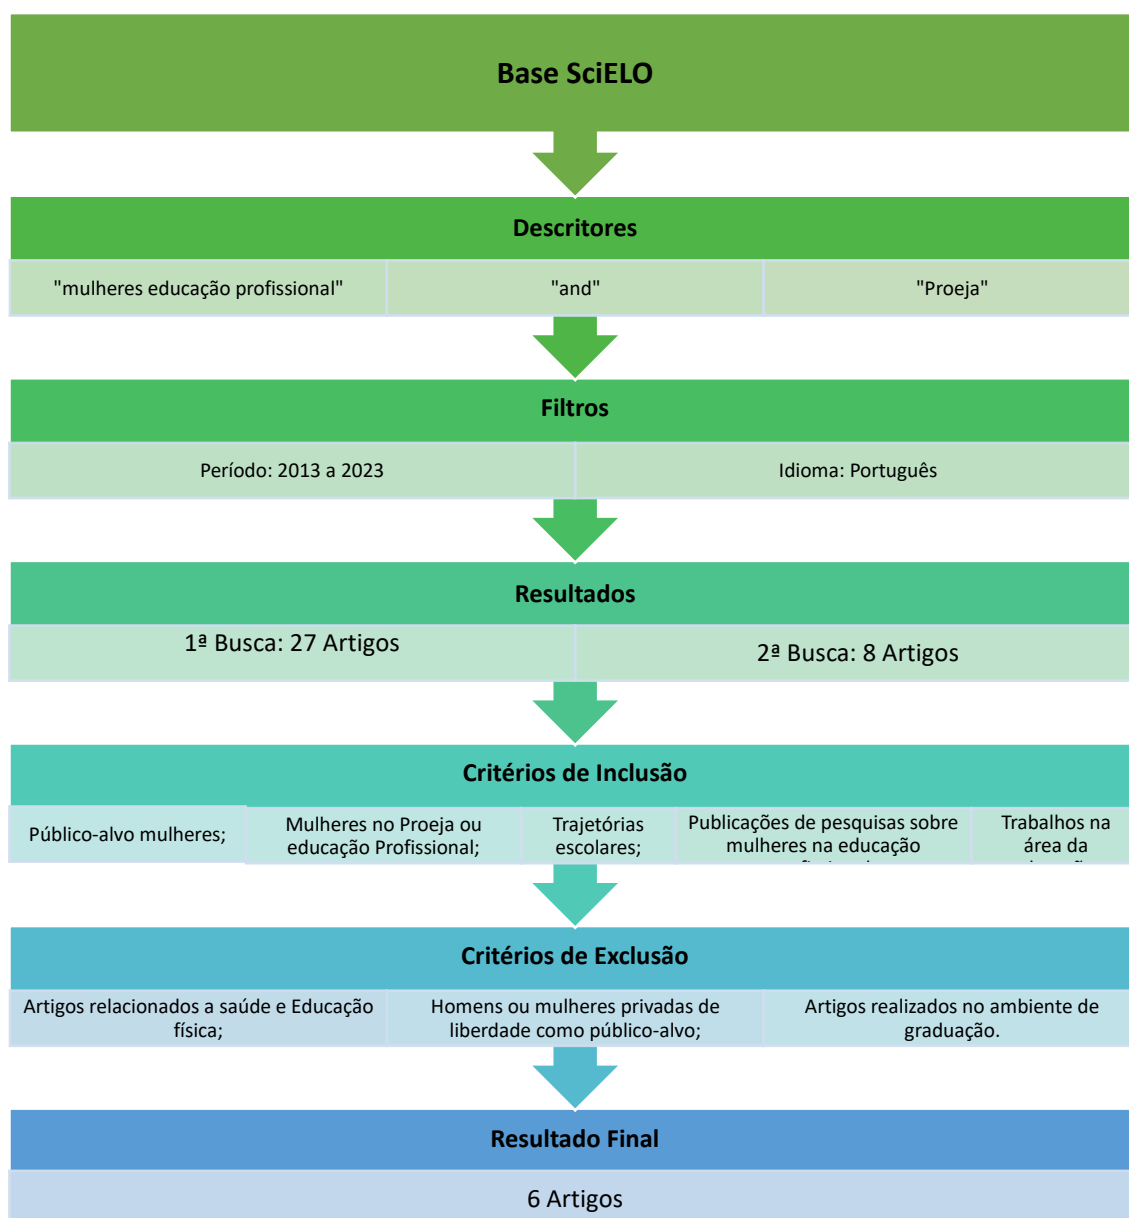 Base SciELO
Descritores
"mulheres educação profissional"
"and"
"Proeja"
Filtros
Período: 2013 a 2023
Idioma: Português
Resultados
1ª Busca: 27 Artigos
2ª Busca: 8 Artigos
Critérios de Inclusão
Público-alvo mulheres;
Mulheres no Proeja ou
educação Profissional;
Trajetórias
escolares;
Publicações de pesquisas sobre
mulheres na educação
Trabalhos na
área da
Critérios de Exclusão
Artigos relacionados a saúde e Educação
física;
Homens ou mulheres privadas de
liberdade como público-alvo;
Artigos realizados no ambiente de
graduação.
Resultado Final
6 Artigos